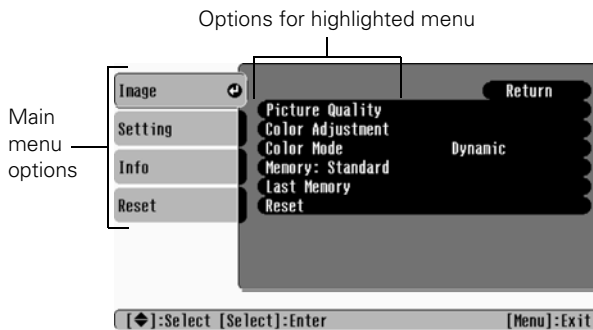 Options for highlighted menu
Main
menu
options
Image
Setting
Info
Reset
Return
Picture Quality
Color Adjustment
Color Mode Dynamic
Memory: Standard
Last Memory
Reset
[◆]:Select [Select]:Enter [Menu]:Exit